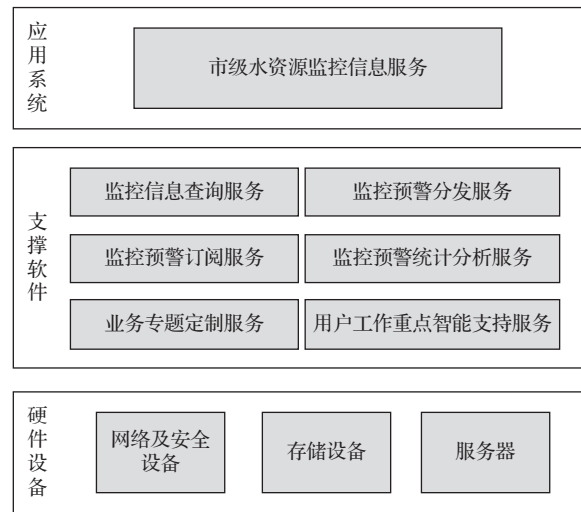 应用系统
市级水资源监控信息服务
支撑软件
监控信息查询服务
监控预警分发服务
监控预警订阅服务
监控预警统计分析服务
业务专题定制服务
用户工作重点智能支持服务
硬件设备
网络及安全
设备
存储设备
服务器